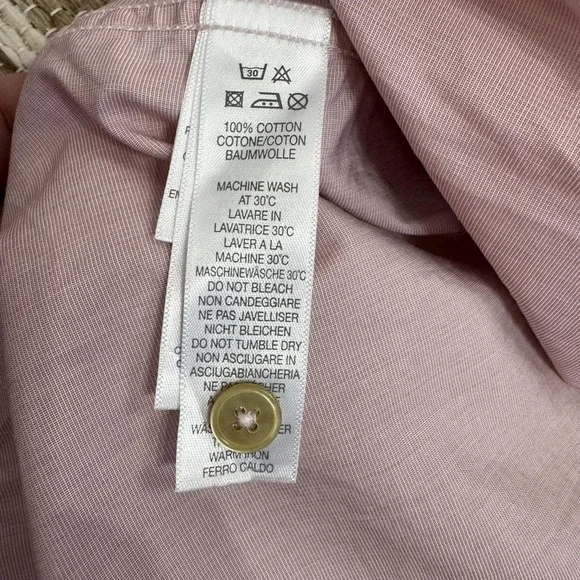 30
100% COTTON
COTONE/COTON
BAUMWOLLE
MACHINE WASH
AT 30°C
LAVARE IN
LAVATRICE 30°C
LAVER A LA
MACHINE 30°C
MASCHINEWÄSCHE 30°C
DO NOT BLEACH
NON CANDEGGIARE
NE PAS JAVELLISER
NICHT BLEICHEN
DO NOT TUMBLE DRY
NON ASCIUGARE IN
ASCIUGABIANCHERIA
NE
WARM IRON
FERRO CALDO